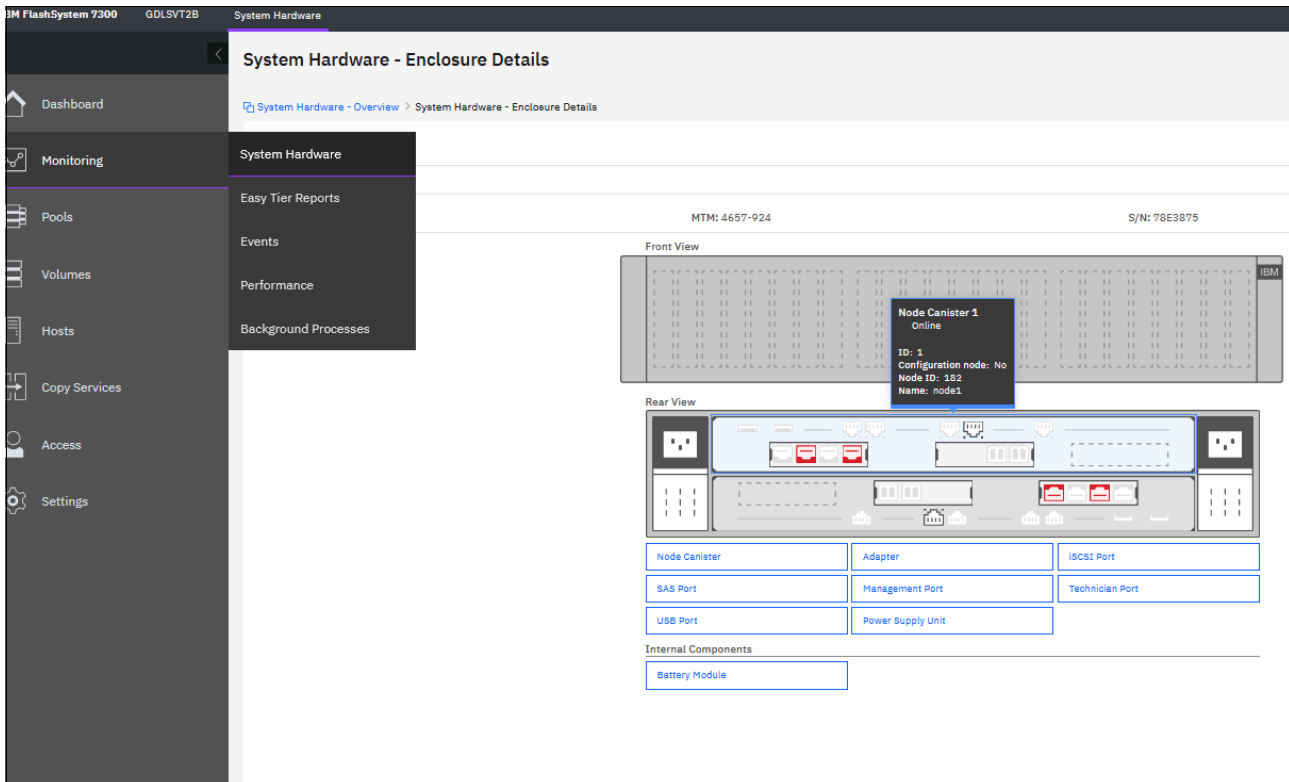 BM FlashSystem 7300 GDLSVT2B System Hardware
System Hardware - Enclosure Details
System Hardware - Overview > System Hardware - Enclosure Details
Dashboard
Monitoring
Pools
Volumes
Hosts
Copy Services
Access
Settings
System Hardware
Easy Tier Reports
Events
Performance
Background Processes
MTM: 4657-924 S/N: 78E3875
Front View
IBM
Node Canister 1
Online
ID: 1
Configuration node: No
Node ID: 182
Name: node1
Rear View
Node Canister Adapter iSCSI Port
SAS Port Management Port Technician Port
USB Port Power Supply Unit
Internal Components
Battery Module